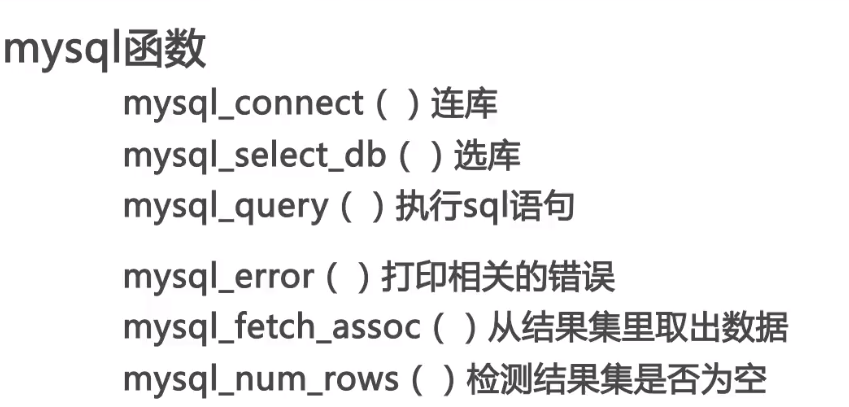 mysql函数
mysql_connect（ ）连库
mysql_select_db（ ）选库
mysql_query（ ）执行sql语句
mysql_error（ ）打印相关的错误
mysql_fetch_assoc（ ）从结果集里取出数据
mysql_num_rows（ ）检测结果集是否为空